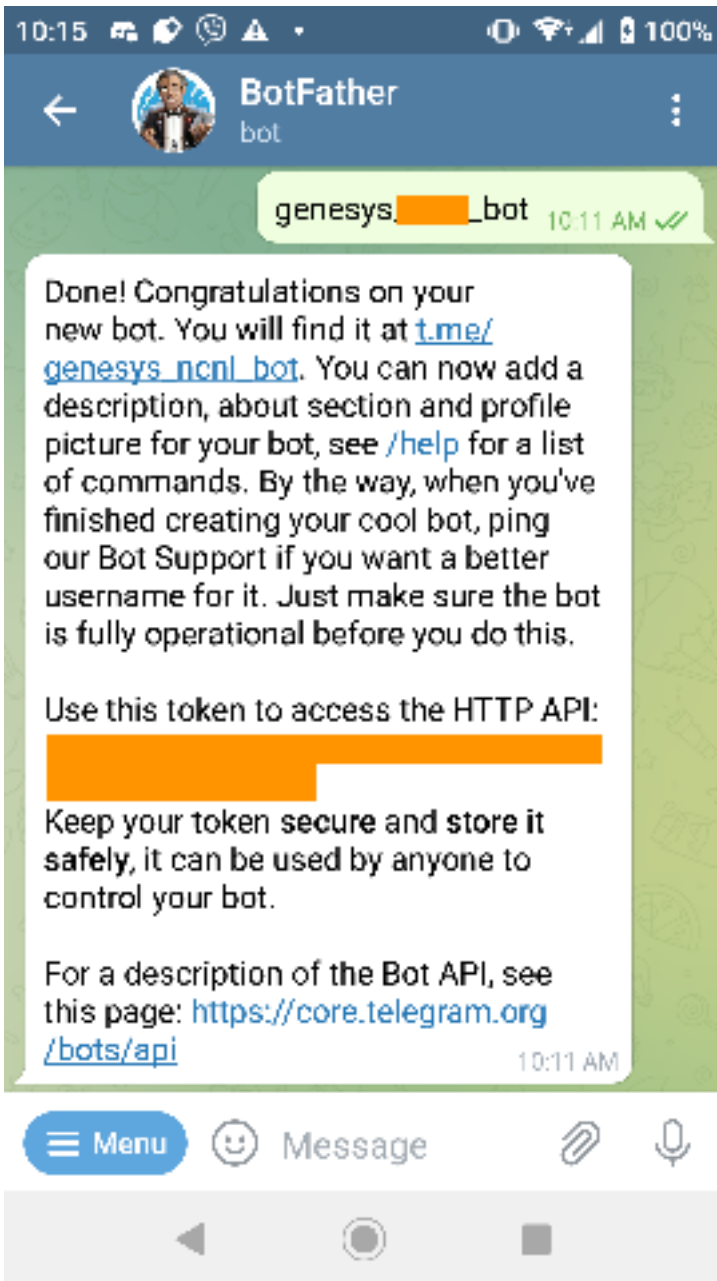 10:15 100%
BotFather
bot
genesys_ _bot 10:11 AM
Done! Congratulations on your
new bot. You will find it at t.me/
genesys_ncnl_bot. You can now add a
description, about section and profile
picture for your bot, see /help for a list
of commands. By the way, when you've
finished creating your cool bot, ping
our Bot Support if you want a better
username for it. Just make sure the bot
is fully operational before you do this.
Use this token to access the HTTP API:
Keep your token secure and store it
safely, it can be used by anyone to
control your bot.
For a description of the Bot API, see
this page: https://core.telegram.org
/bots/api
10:11 AM
Menu Message